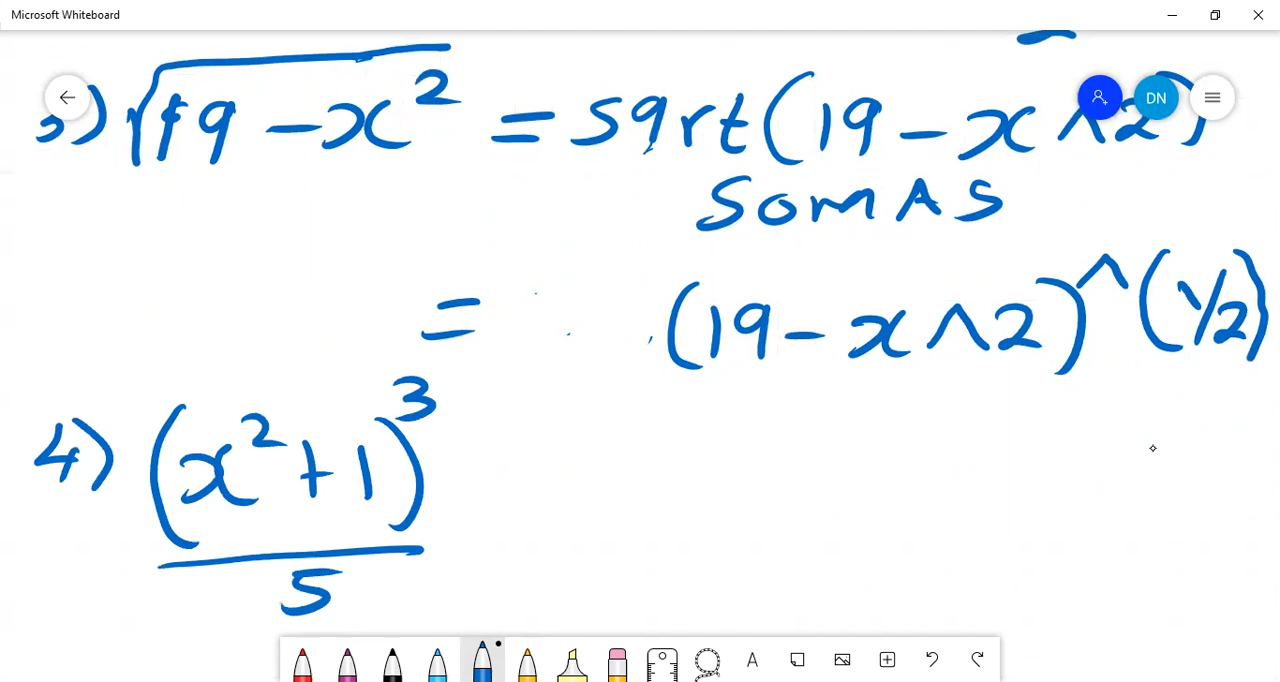 Microsoft Whiteboard
3) √19 - x² = sqrt(19 - x ^2)
SOMAS
= (19 - x ^ 2)^(1/2)
4) (x² + 1)³
5
DN
A